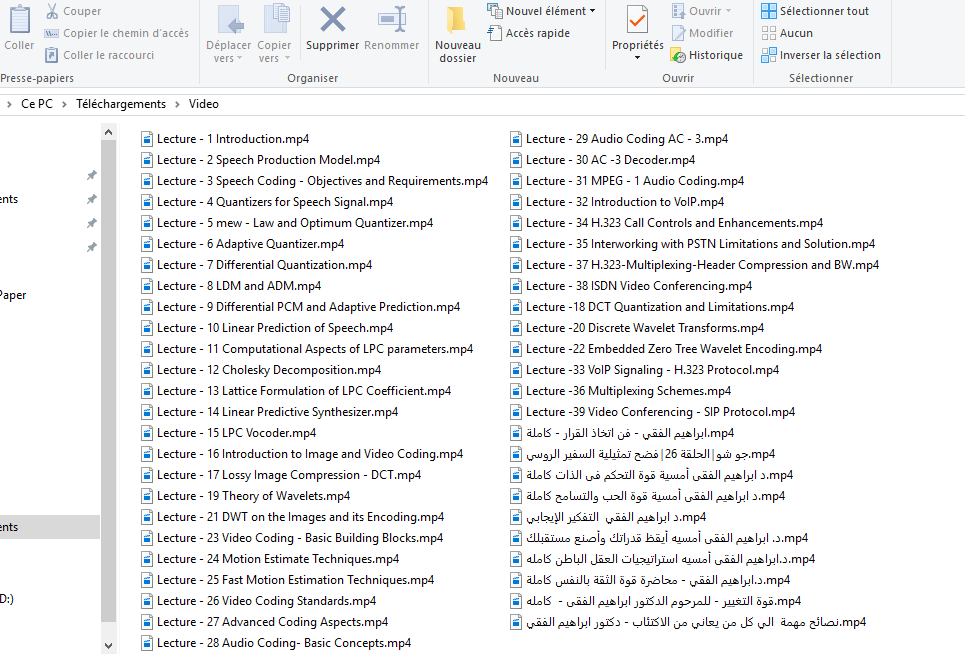 Coller
Couper
Copier le chemin d'accès
Coller le raccourci
Presse-papiers
Déplacer vers
Copier vers
Supprimer
Renommer
Organiser
Nouveau dossier
Nouvel élément
Accès rapide
Nouveau
Propriétés
Ouvrir
Modifier
Historique
Ouvrir
Sélectionner tout
Aucun
Inverser la sélection
Sélectionner
Ce PC > Téléchargements > Video
ents
Paper
ents
D:)
Lecture - 1 Introduction.mp4
Lecture - 2 Speech Production Model.mp4
Lecture - 3 Speech Coding - Objectives and Requirements.mp4
Lecture - 4 Quantizers for Speech Signal.mp4
Lecture - 5 mew - Law and Optimum Quantizer.mp4
Lecture - 6 Adaptive Quantizer.mp4
Lecture - 7 Differential Quantization.mp4
Lecture - 8 LDM and ADM.mp4
Lecture - 9 Differential PCM and Adaptive Prediction.mp4
Lecture - 10 Linear Prediction of Speech.mp4
Lecture - 11 Computational Aspects of LPC parameters.mp4
Lecture - 12 Cholesky Decomposition.mp4
Lecture - 13 Lattice Formulation of LPC Coefficient.mp4
Lecture - 14 Linear Predictive Synthesizer.mp4
Lecture - 15 LPC Vocoder.mp4
Lecture - 16 Introduction to Image and Video Coding.mp4
Lecture - 17 Lossy Image Compression - DCT.mp4
Lecture - 19 Theory of Wavelets.mp4
Lecture - 21 DWT on the Images and its Encoding.mp4
Lecture - 23 Video Coding - Basic Building Blocks.mp4
Lecture - 24 Motion Estimate Techniques.mp4
Lecture - 25 Fast Motion Estimation Techniques.mp4
Lecture - 26 Video Coding Standards.mp4
Lecture - 27 Advanced Coding Aspects.mp4
Lecture - 28 Audio Coding- Basic Concepts.mp4
Lecture - 29 Audio Coding AC - 3.mp4
Lecture - 30 AC -3 Decoder.mp4
Lecture - 31 MPEG - 1 Audio Coding.mp4
Lecture - 32 Introduction to VoIP.mp4
Lecture - 34 H.323 Call Controls and Enhancements.mp4
Lecture - 35 Interworking with PSTN Limitations and Solution.mp4
Lecture - 37 H.323-Multiplexing-Header Compression and BW.mp4
Lecture - 38 ISDN Video Conferencing.mp4
Lecture -18 DCT Quantization and Limitations.mp4
Lecture -20 Discrete Wavelet Transforms.mp4
Lecture -22 Embedded Zero Tree Wavelet Encoding.mp4
Lecture -33 VoIP Signaling - H.323 Protocol.mp4
Lecture -36 Multiplexing Schemes.mp4
Lecture -39 Video Conferencing - SIP Protocol.mp4
ابراهيم الفقي - فن اتخاذ القرار - كاملة.mp4
جو شو|الحلقة 26|فضح تمثيلية السفير الروسي.mp4
د ابراهيم الفقى أمسية قوة التحكم فى الذات كاملة.mp4
د ابراهيم الفقى أمسية قوة الحب والتسامح كاملة.mp4
د ابراهيم الفقي  التفكير الإيجابي.mp4
د. ابراهيم الفقى أمسيه أيقظ قدراتك وأصنع مستقبلك.mp4
د.ابراهيم الفقى أمسيه استراتيجيات العقل الباطن كامله.mp4
د.ابراهيم الفقي - محاضرة قوة الثقة بالنفس كاملة.mp4
قوة التغيير - للمرحوم الدكتور ابراهيم الفقى -  كامله.mp4
نصائح مهمة  الي كل من يعاني من الاكتئاب - دكتور ابراهيم الفقي.mp4